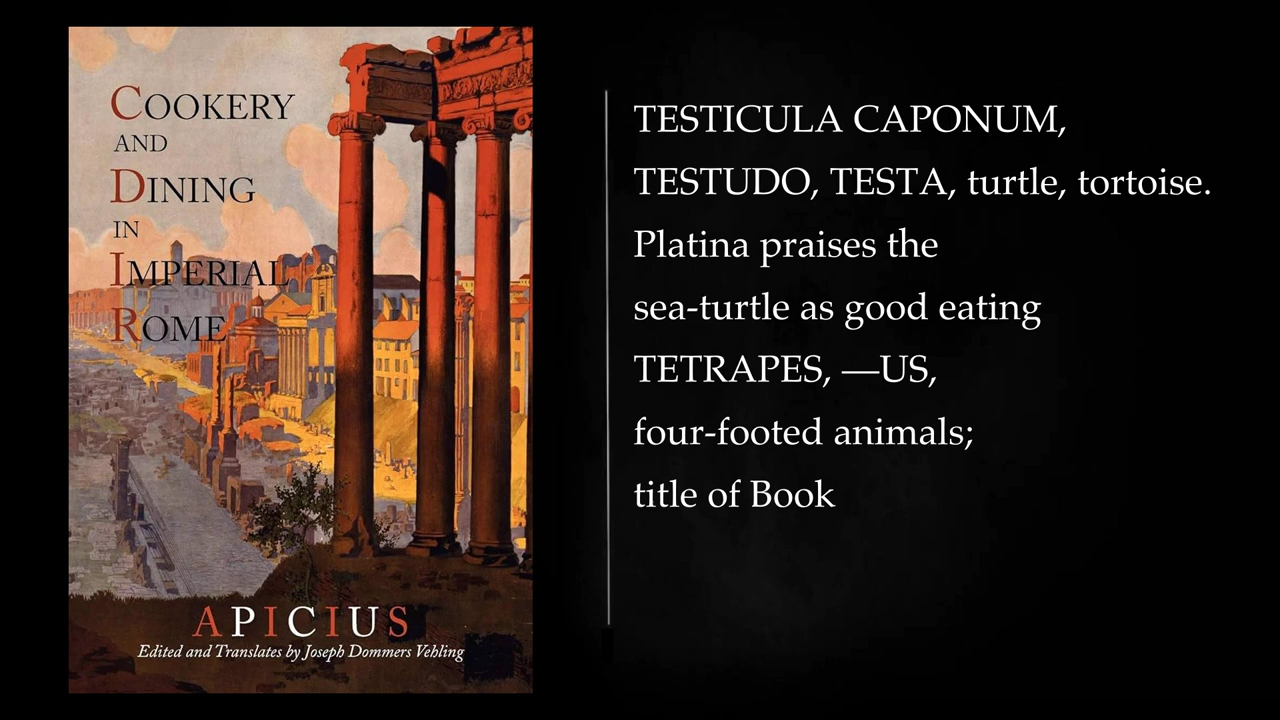 COOKERY
AND
DINING
IN
IMPERIAL
ROME
APICIUS
Edited and Translates by Joseph Dommers Vehling
TESTICULA CAPONUM,
TESTUDO, TESTA, turtle, tortoise.
Platina praises the
sea-turtle as good eating
TETRAPES, —US,
four-footed animals;
title of Book